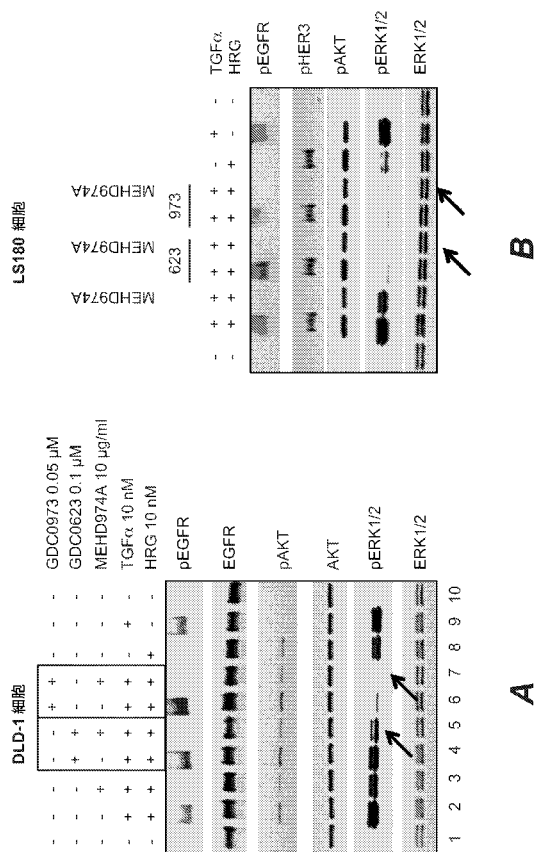 DLD-1 細胞
- - - - - + + - - - GDC0973 0.05 µM
- - - + + - - - - - GDC0623 0.1 µM
- - + - + - + - - - MEHD974A 10 µg/ml
- + + + + + + - + - TGFα 10 nM
- + + + + + + + - - HRG 10 nM
pEGFR
EGFR
pAKT
AKT
pERK1/2
ERK1/2
1 2 3 4 5 6 7 8 9 10
A
LS180 細胞
MEHD974A
MEHD974A
MEHD974A
623 973
- + + + + + + - + - TGFα
- + + + + + + + - - HRG
pEGFR
pHER3
pAKT
pERK1/2
ERK1/2
B